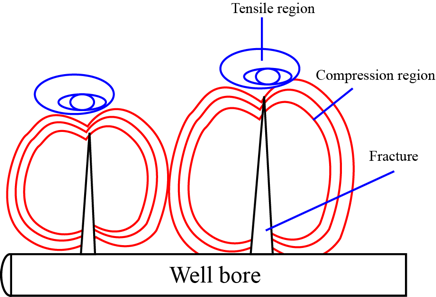 Tensile region
Compression region
Fracture
Well bore